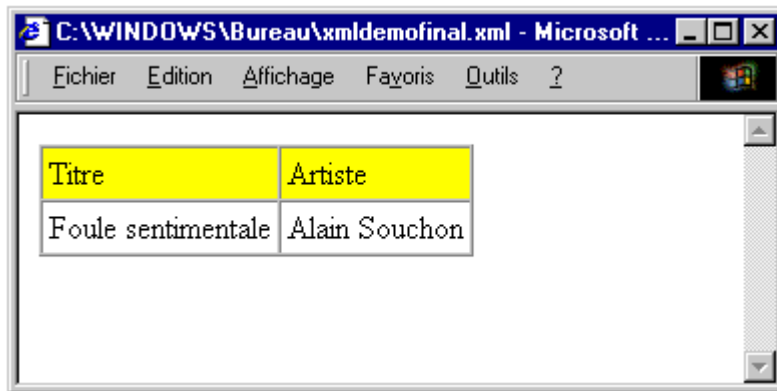 C:\WINDOWS\Bureau\xmldemofinal.xml - Microsoft ...
Fichier Edition Affichage Favoris Outils ?
Titre Artiste
Foule sentimentale Alain Souchon